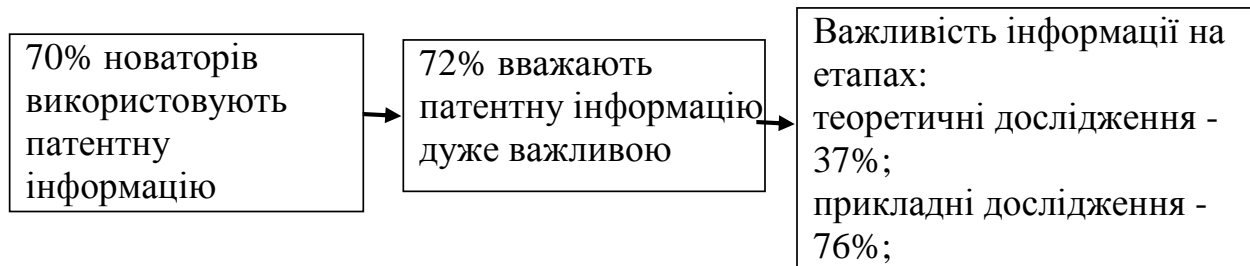 70% новаторів
використовують
патентну
інформацію
72% вважають
патентну інформацію
дуже важливою
Важливість інформації на
етапах:
теоретичні дослідження -
37%;
прикладні дослідження -
76%;